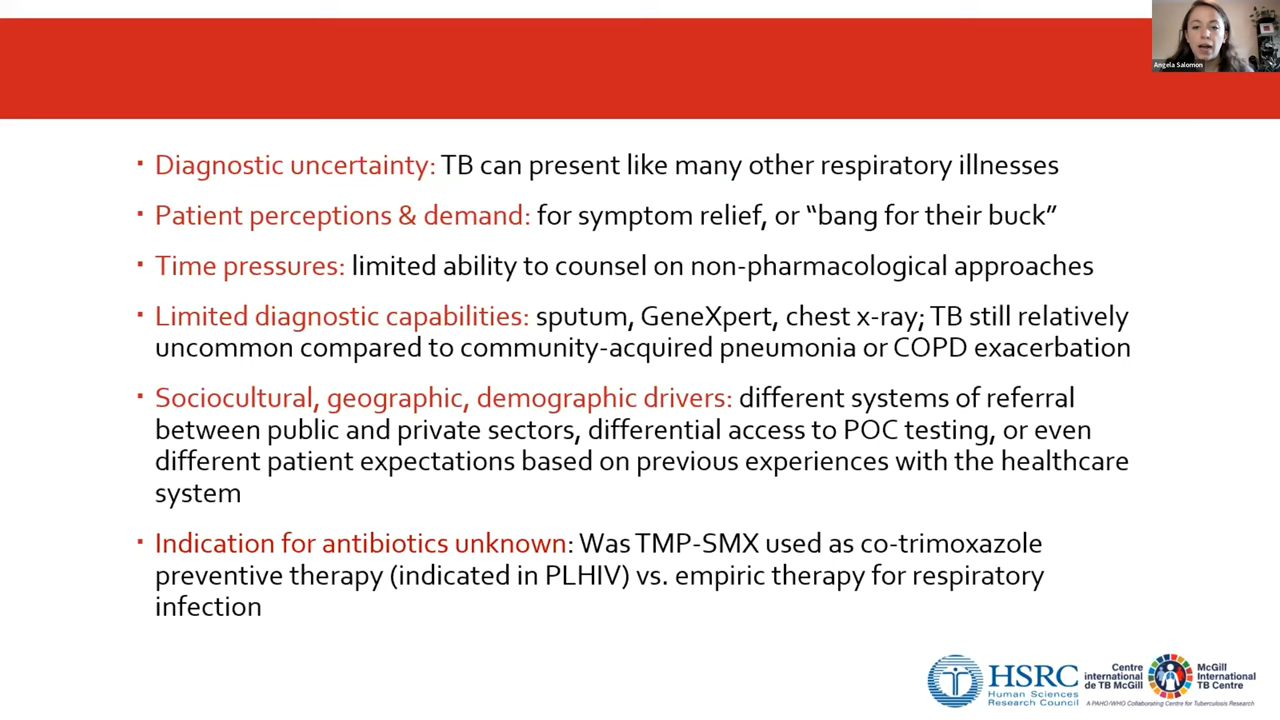 Angela Salomon
Diagnostic uncertainty: TB can present like many other respiratory illnesses
Patient perceptions & demand: for symptom relief, or “bang for their buck”
Time pressures: limited ability to counsel on non-pharmacological approaches
Limited diagnostic capabilities: sputum, GeneXpert, chest x-ray; TB still relatively
uncommon compared to community-acquired pneumonia or COPD exacerbation
Sociocultural, geographic, demographic drivers: different systems of referral
between public and private sectors, differential access to POC testing, or even
different patient expectations based on previous experiences with the healthcare
system
Indication for antibiotics unknown: Was TMP-SMX used as co-trimoxazole
preventive therapy (indicated in PLHIV) vs. empiric therapy for respiratory
infection
HSRC
Human Sciences
Research Council
Centre
international
de TB McGill
McGill
International
TB Centre
A PAHO/WHO Collaborating Centre for Tuberculosis Research